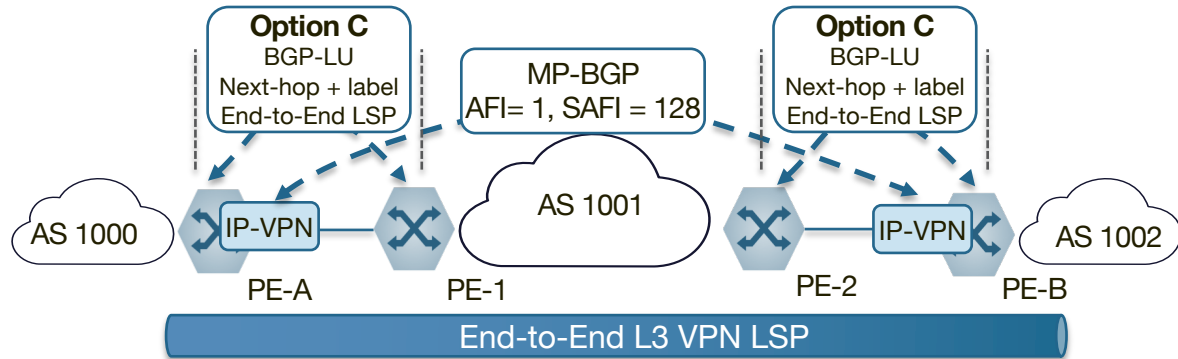 Option C
BGP-LU
Next-hop + label
End-to-End LSP
MP-BGP
AFI= 1, SAFI = 128
Option C
BGP-LU
Next-hop + label
End-to-End LSP
AS 1000
IP-VPN
AS 1001
IP-VPN
AS 1002
PE-A
PE-1
PE-2
PE-B
End-to-End L3 VPN LSP